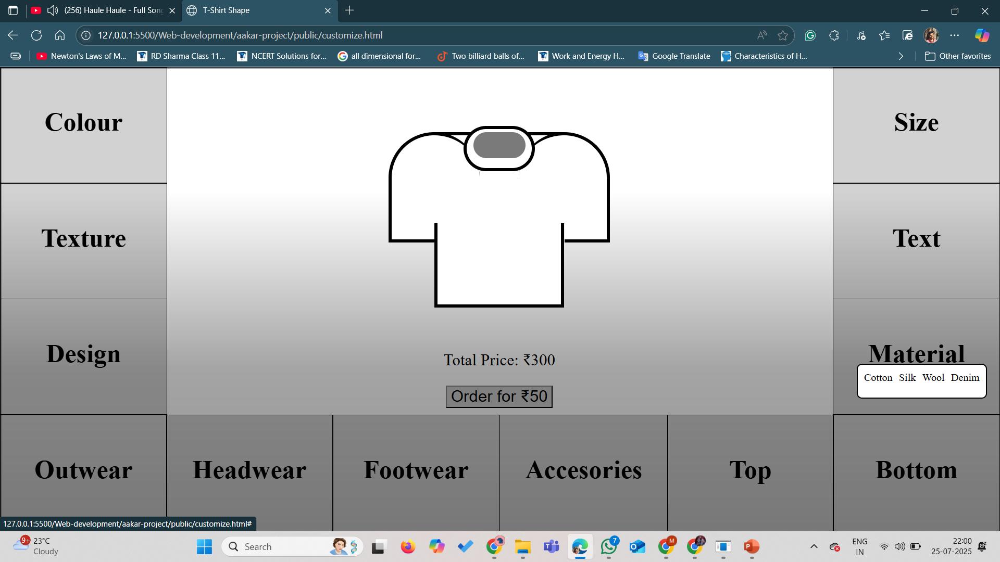 (256) Haule Haule - Full Song
T-Shirt Shape
127.0.0.1:5500/Web-development/aakar-project/public/customize.html
Newton's Laws of M...
RD Sharma Class 11...
NCERT Solutions for...
all dimensional for...
Two billiard balls of...
Work and Energy H...
Google Translate
Characteristics of H...
Other favorites
Colour
Size
Texture
Text
Design
Material
Cotton Silk Wool Denim
Total Price: ₹300
Order for ₹50
Outwear
Headwear
Footwear
Accesories
Top
Bottom
127.0.0.1:5500/Web-development/aakar-project/public/customize.html#
9+
23°C
Cloudy
Search
7
M
ENG
IN
22:00
25-07-2025